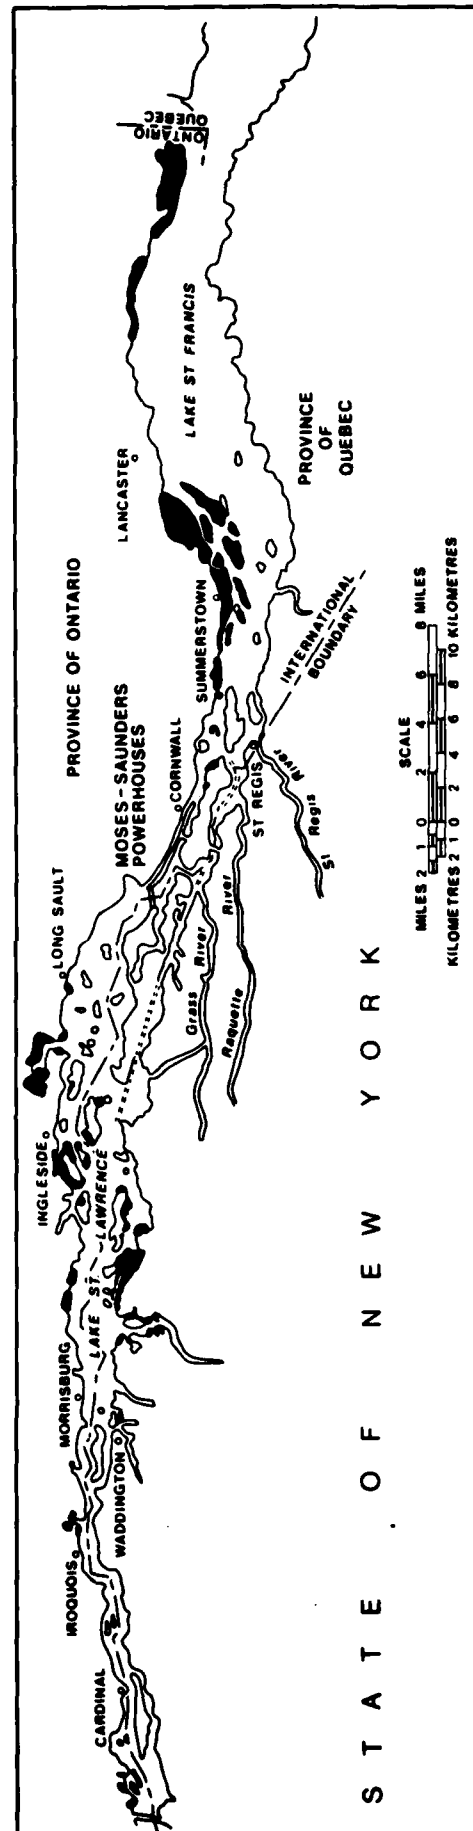 CARDINAL
IROQUOIS
WADDINGTON
MORRISBURG
LAKE ST. LAWRENCE
INGLESIDE
LONG SAULT
MOSES-SAUNDERS
POWERHOUSES
PROVINCE OF ONTARIO
CORNWALL
SUMMERSTOWN
LANCASTER
LAKE ST FRANCIS
ONTARIO
QUEBEC
Grass River
Raquette River
ST REGIS
St Regis River
INTERNATIONAL
BOUNDARY
PROVINCE
OF
QUEBEC
STATE OF NEW YORK
SCALE
MILES 2 1 0 2 4 6 8 MILES
KILOMETRES 2 1 0 2 4 6 8 10 KILOMETRES